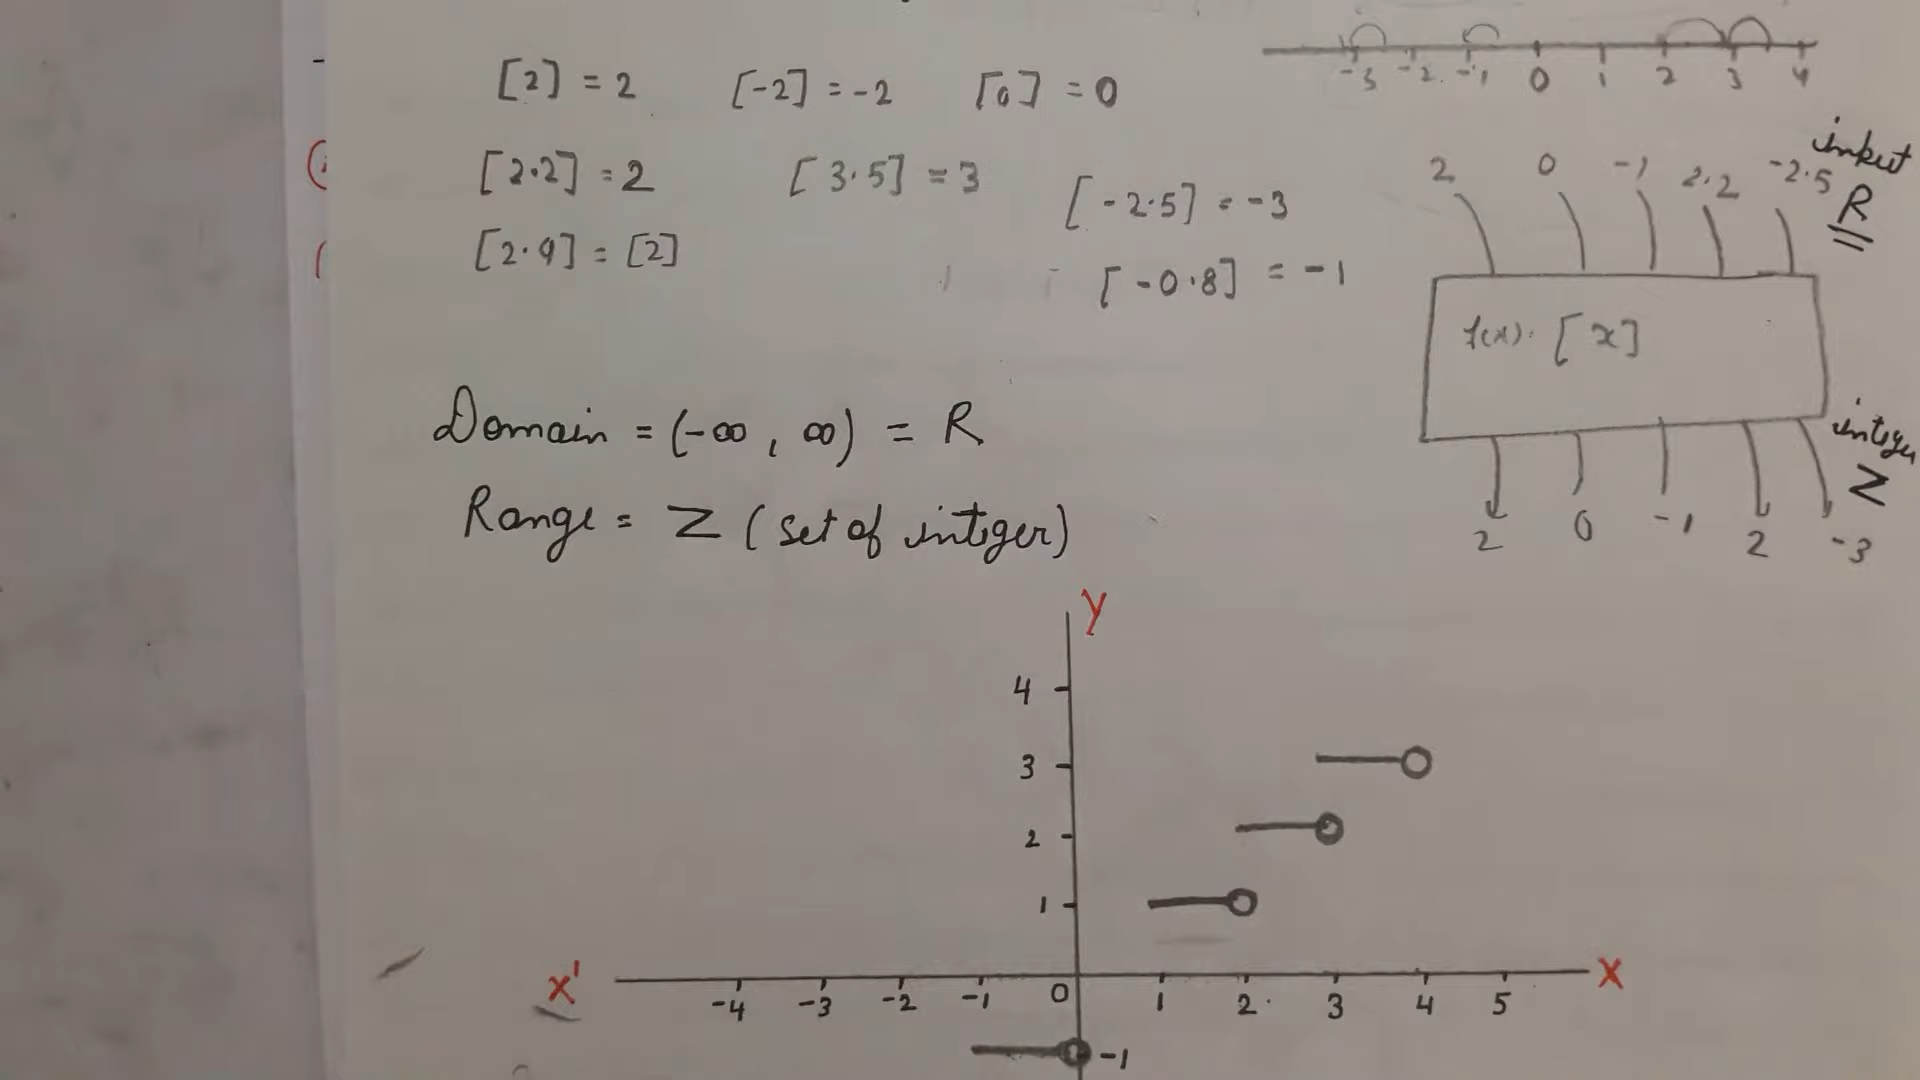 [2] = 2 [-2] = -2 [0] = 0
[2.2] = 2 [3.5] = 3 [-2.5] = -3
[2.9] = [2] [-0.8] = -1
-3 -2 -1 0 1 2 3 4
2 0 -1 2.2 -2.5 input
R
f(x) = [x]
integer
Z
2 0 -1 2 -3
Domain = (-∞, ∞) = R
Range = Z (set of integer)
y
4
3
2
1
x' -4 -3 -2 -1 0 1 2 3 4 5 x
-1